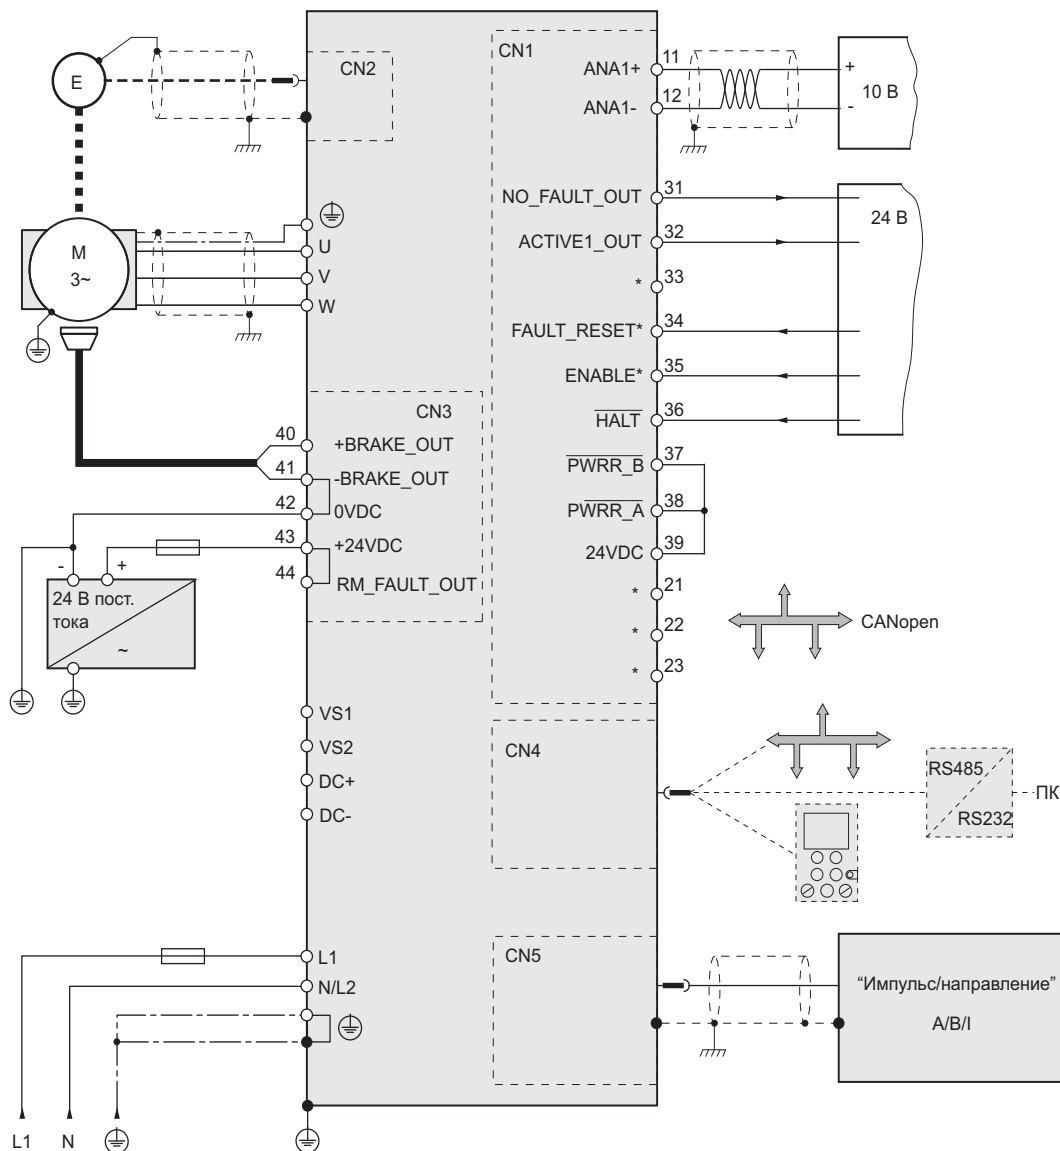 E
CN2
CN1
ANA1+
11
ANA1-
12
+
10 В
-
NO_FAULT_OUT
31
24 В
ACTIVE1_OUT
32
*
33
FAULT_RESET*
34
ENABLE*
35
HALT
36
PWRR_B
37
PWRR_A
38
24VDC
39
*
21
*
22
*
23
M
3~
U
V
W
CN3
40
+BRAKE_OUT
41
-BRAKE_OUT
42
0VDC
43
+24VDC
44
RM_FAULT_OUT
-
+
24 В пост.
тока
~
CANopen
VS1
VS2
DC+
DC-
CN4
RS485
RS232
ПК
L1
N/L2
CN5
“Импульс/направление”
A/B/I
L1
N